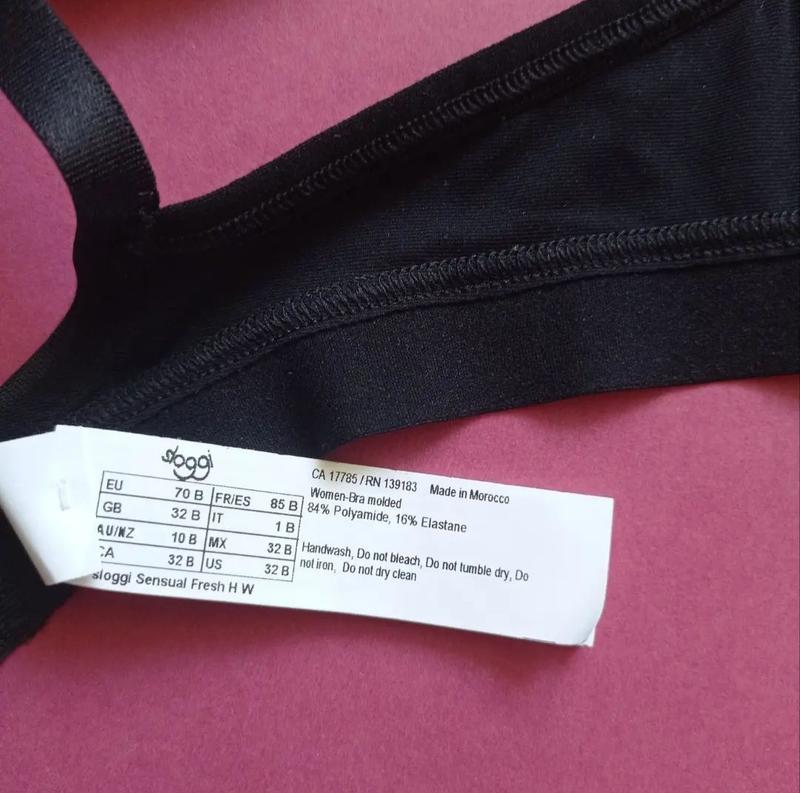 sloggi
EU 70 B FR/ES 85 B
GB 32 B IT 1 B
AU/NZ 10 B MX 32 B
CA 32 B US 32 B
sloggi Sensual Fresh H W
CA 17785 / RN 139183 Made in Morocco
Women-Bra molded
84% Polyamide, 16% Elastane
Handwash, Do not bleach, Do not tumble dry, Do
not iron, Do not dry clean